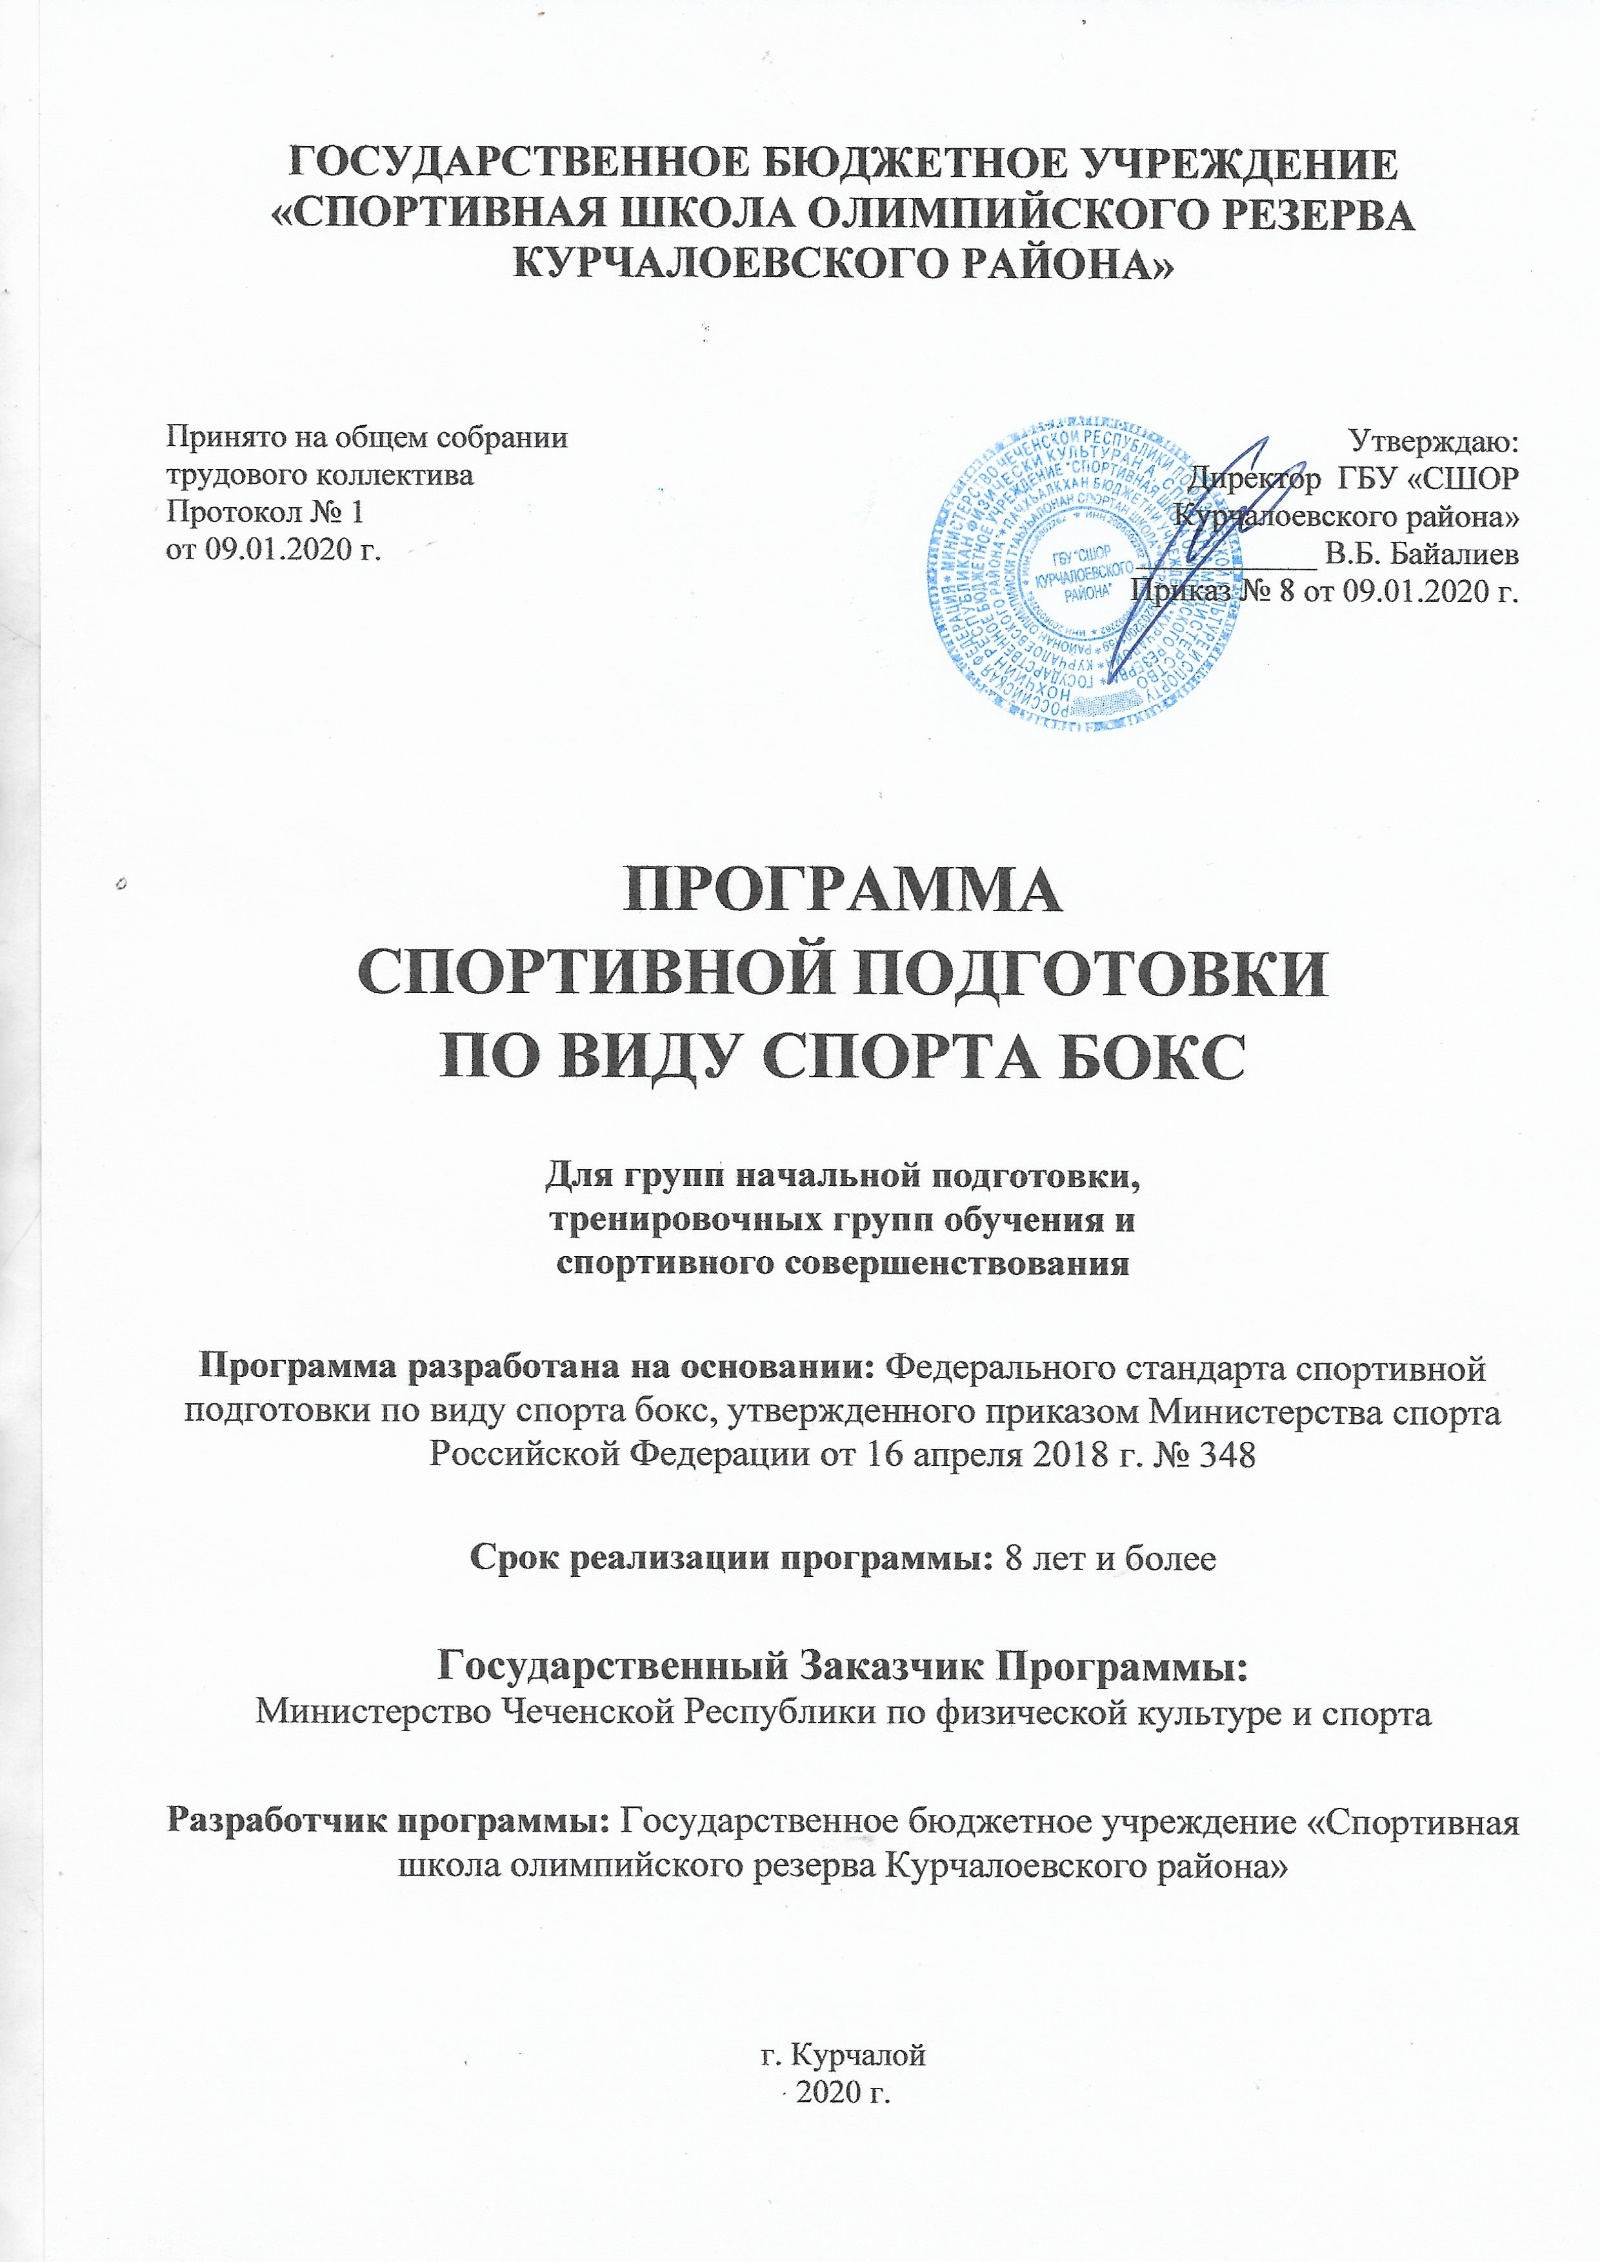 ГОСУДАРСТВЕННОЕ БЮДЖЕТНОЕ УЧРЕЖДЕНИЕ
«СПОРТИВНАЯ ШКОЛА ОЛИМПИЙСКОГО РЕЗЕРВА
КУРЧАЛОЕВСКОГО РАЙОНА»
Принято на общем собрании
трудового коллектива
Протокол № 1
от 09.01.2020 г.
Утверждаю:
Директор ГБУ «СШОР
Курчалоевского района»
____________ В.Б. Байалиев
Приказ № 8 от 09.01.2020 г.
ГБУ "СШОР
КУРЧАЛОЕВСКОГО
РАЙОНА"
ПРОГРАММА
СПОРТИВНОЙ ПОДГОТОВКИ
ПО ВИДУ СПОРТА БОКС
Для групп начальной подготовки,
тренировочных групп обучения и
спортивного совершенствования
Программа разработана на основании: Федерального стандарта спортивной
подготовки по виду спорта бокс, утвержденного приказом Министерства спорта
Российской Федерации от 16 апреля 2018 г. № 348
Срок реализации программы: 8 лет и более
Государственный Заказчик Программы:
Министерство Чеченской Республики по физической культуре и спорта
Разработчик программы: Государственное бюджетное учреждение «Спортивная
школа олимпийского резерва Курчалоевского района»
г. Курчалой
2020 г.